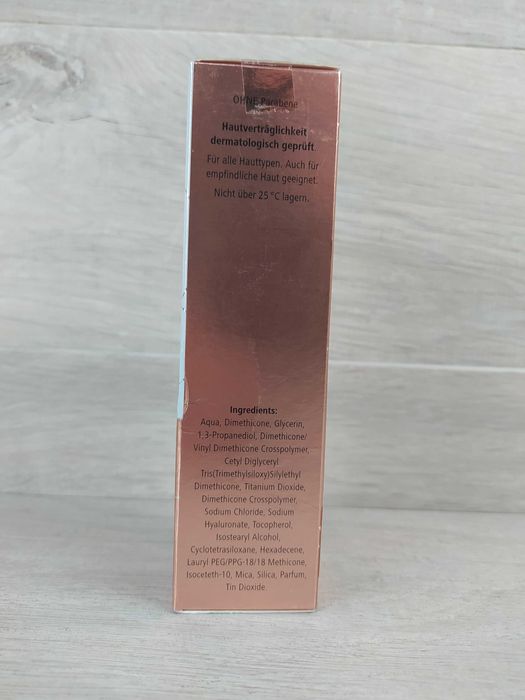 OHNE Parabene
Hautverträglichkeit
dermatologisch geprüft.
Für alle Hauttypen. Auch für
empfindliche Haut geeignet.
Nicht über 25 °C lagern.
Ingredients:
Aqua, Dimethicone, Glycerin,
1,3-Propanediol, Dimethicone/
Vinyl Dimethicone Crosspolymer,
Cetyl Diglyceryl
Tris(Trimethylsiloxy)Silylethyl
Dimethicone, Titanium Dioxide,
Dimethicone Crosspolymer,
Sodium Chloride, Sodium
Hyaluronate, Tocopherol,
Isostearyl Alcohol,
Cyclotetrasiloxane, Hexadecene,
Lauryl PEG/PPG-18/18 Methicone,
Isoceteth-10, Mica, Silica, Parfum,
Tin Dioxide.